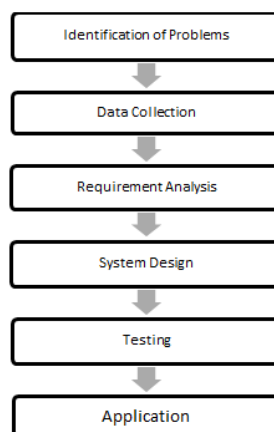 Identification of Problems
Data Collection
Requirement Analysis
System Design
Testing
Application